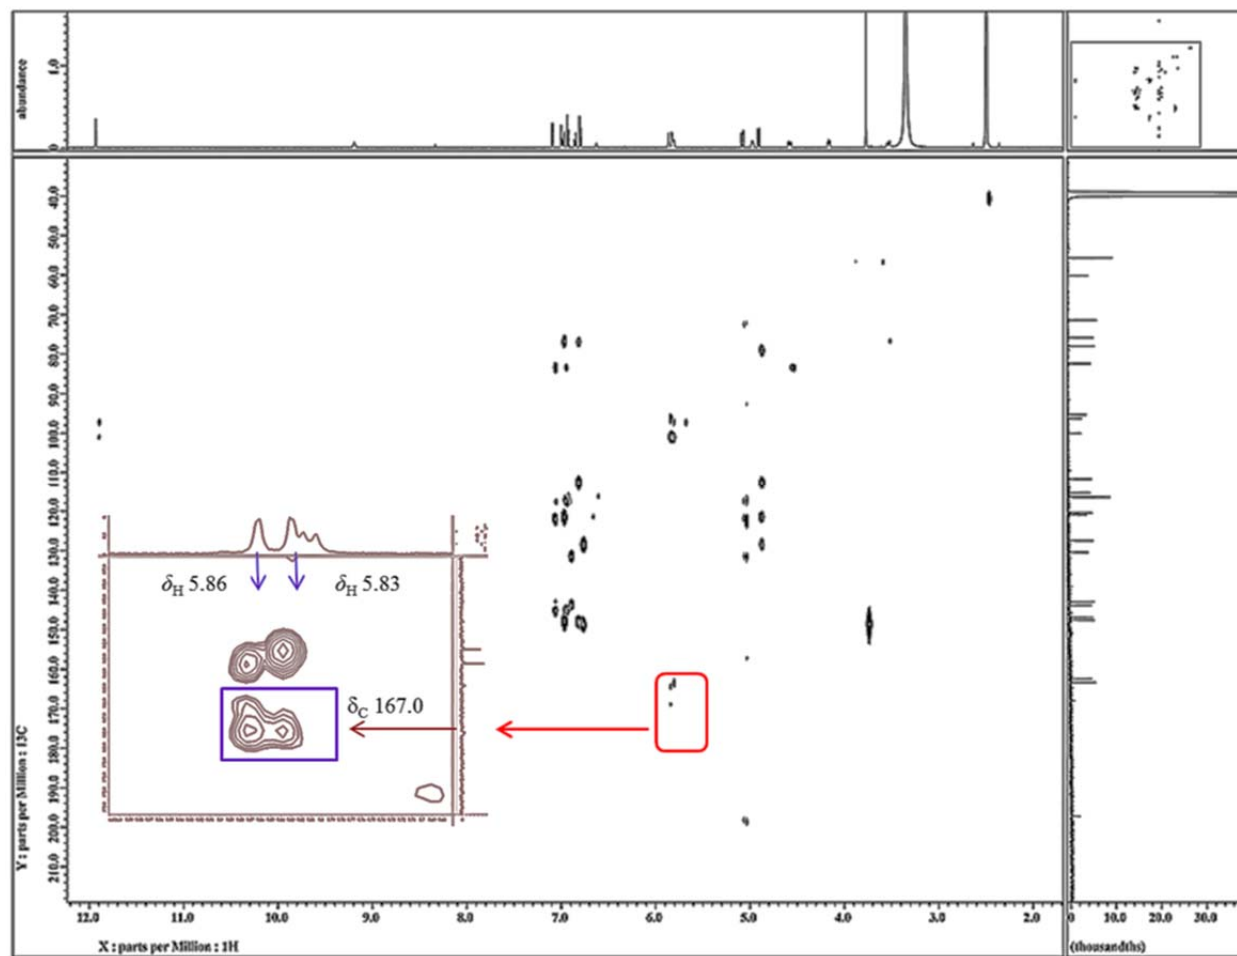 abundance
1.0
0
40.0
50.0
60.0
70.0
80.0
90.0
100.0
110.0
120.0
130.0
140.0
150.0
160.0
170.0
180.0
190.0
200.0
210.0
Y : parts per Million : 13C
δH 5.86
δH 5.83
δC 167.0
12.0 11.0 10.0 9.0 8.0 7.0 6.0 5.0 4.0 3.0 2.0
X : parts per Million : 1H
0 10.0 20.0 30.0
(thousandths)